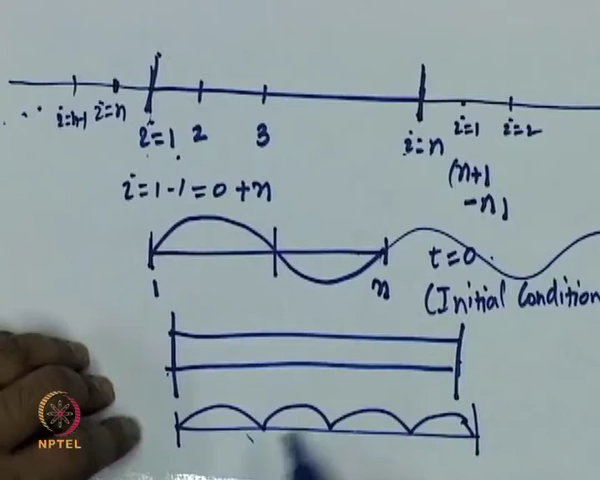 ... i=n-1 i=n i=1 2 3 i=n i=1 i=2
(n+1
-n)
i=1-1=0+n
1 n t=0.
(Initial Condition
NPTEL